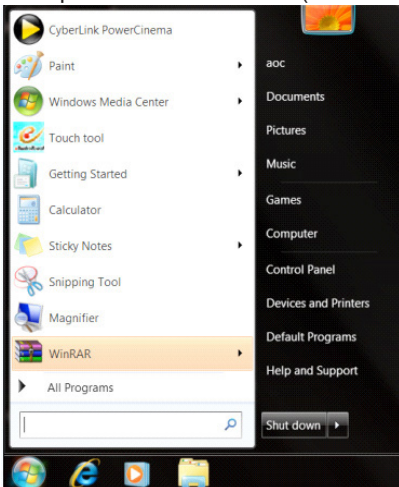 CyberLink PowerCinema
Paint
Windows Media Center
Touch tool
Getting Started
Calculator
Sticky Notes
Snipping Tool
Magnifier
WinRAR
All Programs
aoc
Documents
Pictures
Music
Games
Computer
Control Panel
Devices and Printers
Default Programs
Help and Support
Shut down